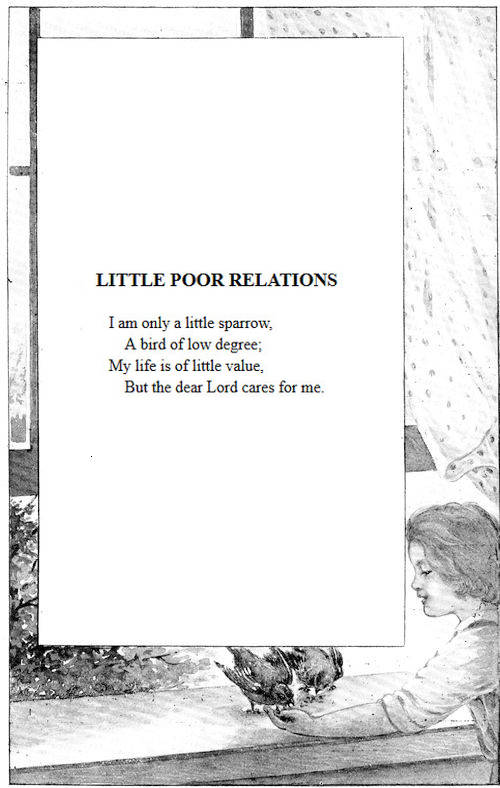 LITTLE POOR RELATIONS
I am only a little sparrow,
A bird of low degree;
My life is of little value,
But the dear Lord cares for me.